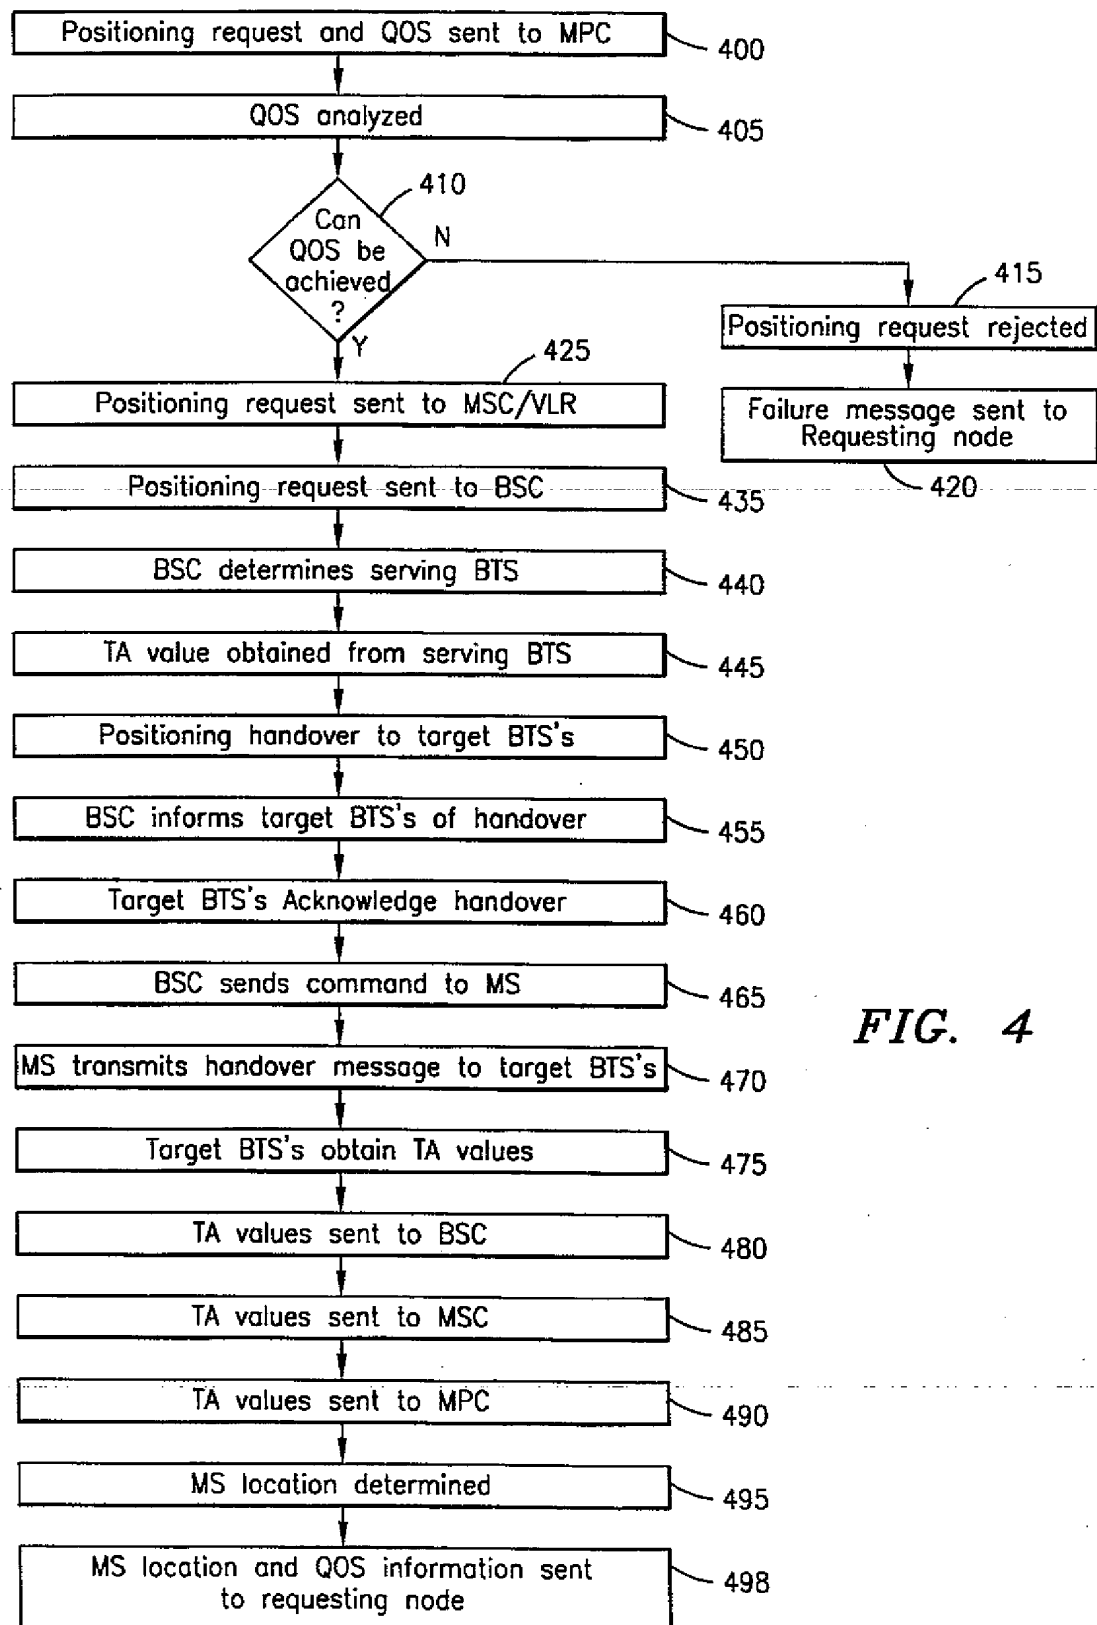 Positioning request and QOS sent to MPC
400
QOS analyzed
405
410
Can
QOS be
achieved
?
N
Y
415
Positioning request rejected
Failure message sent to
Requesting node
420
425
Positioning request sent to MSC/VLR
Positioning request sent to BSC
435
BSC determines serving BTS
440
TA value obtained from serving BTS
445
Positioning handover to target BTS's
450
BSC informs target BTS's of handover
455
Target BTS's Acknowledge handover
460
BSC sends command to MS
465
FIG. 4
MS transmits handover message to target BTS's
470
Target BTS's obtain TA values
475
TA values sent to BSC
480
TA values sent to MSC
485
TA values sent to MPC
490
MS location determined
495
MS location and QOS information sent
to requesting node
498